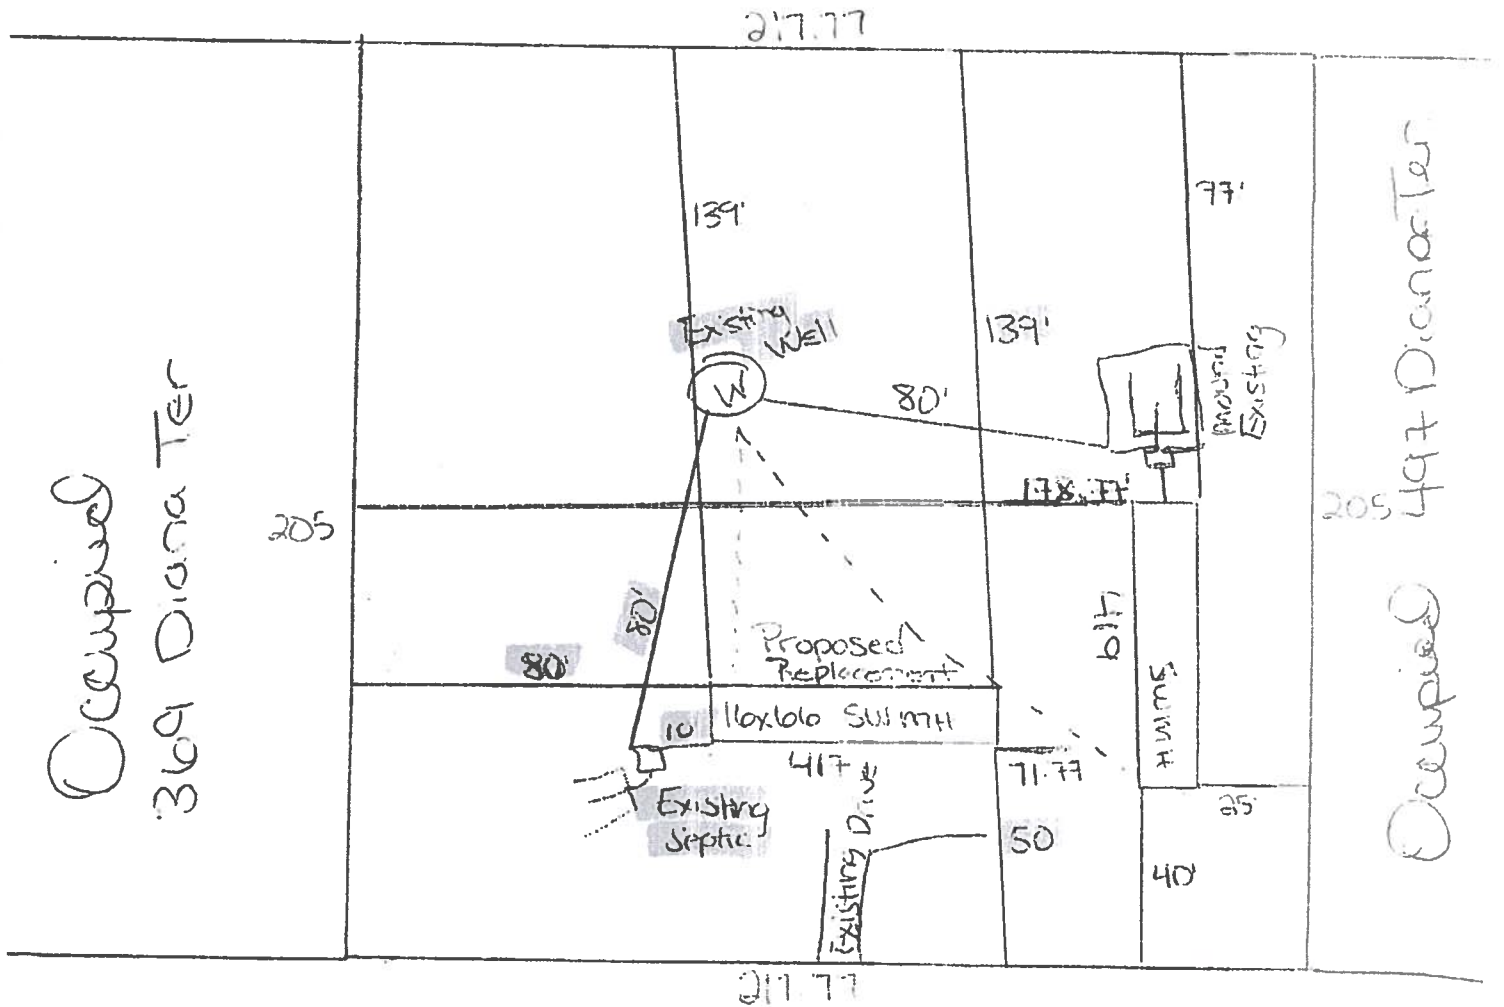 217.77
139'
77'
Existing
Well
W
139'
80'
Mound
Existing
178.77'
Occupied
369 Diana Ter
205
205
Occupied 497 Diana Ter
80'
80'
Proposed
Replacement
16x66 SWMH
10
417
71.77
419
SWMH
25
Existing
Septic
Existing Drive
50
40'
217.77